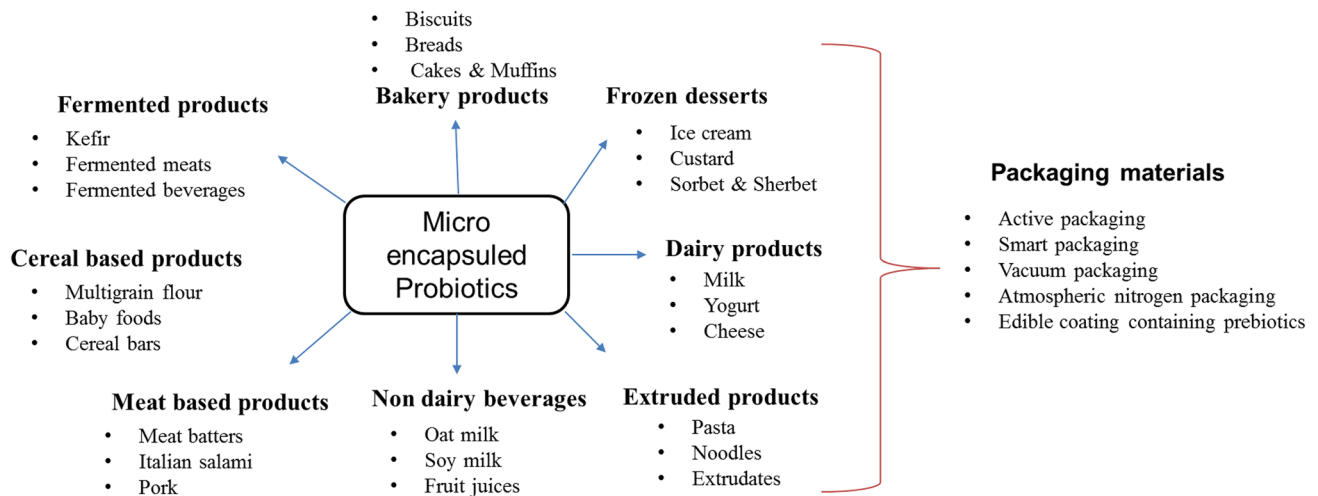 • Biscuits
• Breads
• Cakes & Muffins
Bakery products
Fermented products
• Kefir
• Fermented meats
• Fermented beverages
Frozen desserts
• Ice cream
• Custard
• Sorbet & Sherbet
Micro
encapsuled
Probiotics
Cereal based products
• Multigrain flour
• Baby foods
• Cereal bars
Dairy products
• Milk
• Yogurt
• Cheese
Meat based products
• Meat batters
• Italian salami
• Pork
Non dairy beverages
• Oat milk
• Soy milk
• Fruit juices
Extruded products
• Pasta
• Noodles
• Extrudates
Packaging materials
• Active packaging
• Smart packaging
• Vacuum packaging
• Atmospheric nitrogen packaging
• Edible coating containing prebiotics